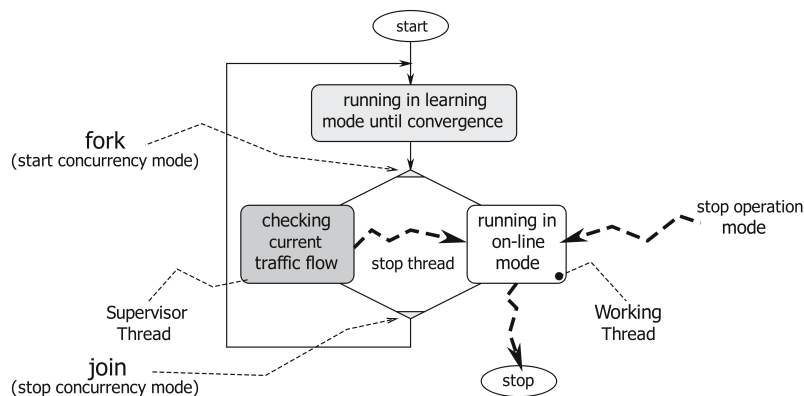 start
running in learning
mode until convergence
fork
(start concurrency mode)
checking
current
traffic flow
stop thread
running in
on-line
mode
stop operation
mode
Supervisor
Thread
Working
Thread
join
(stop concurrency mode)
stop